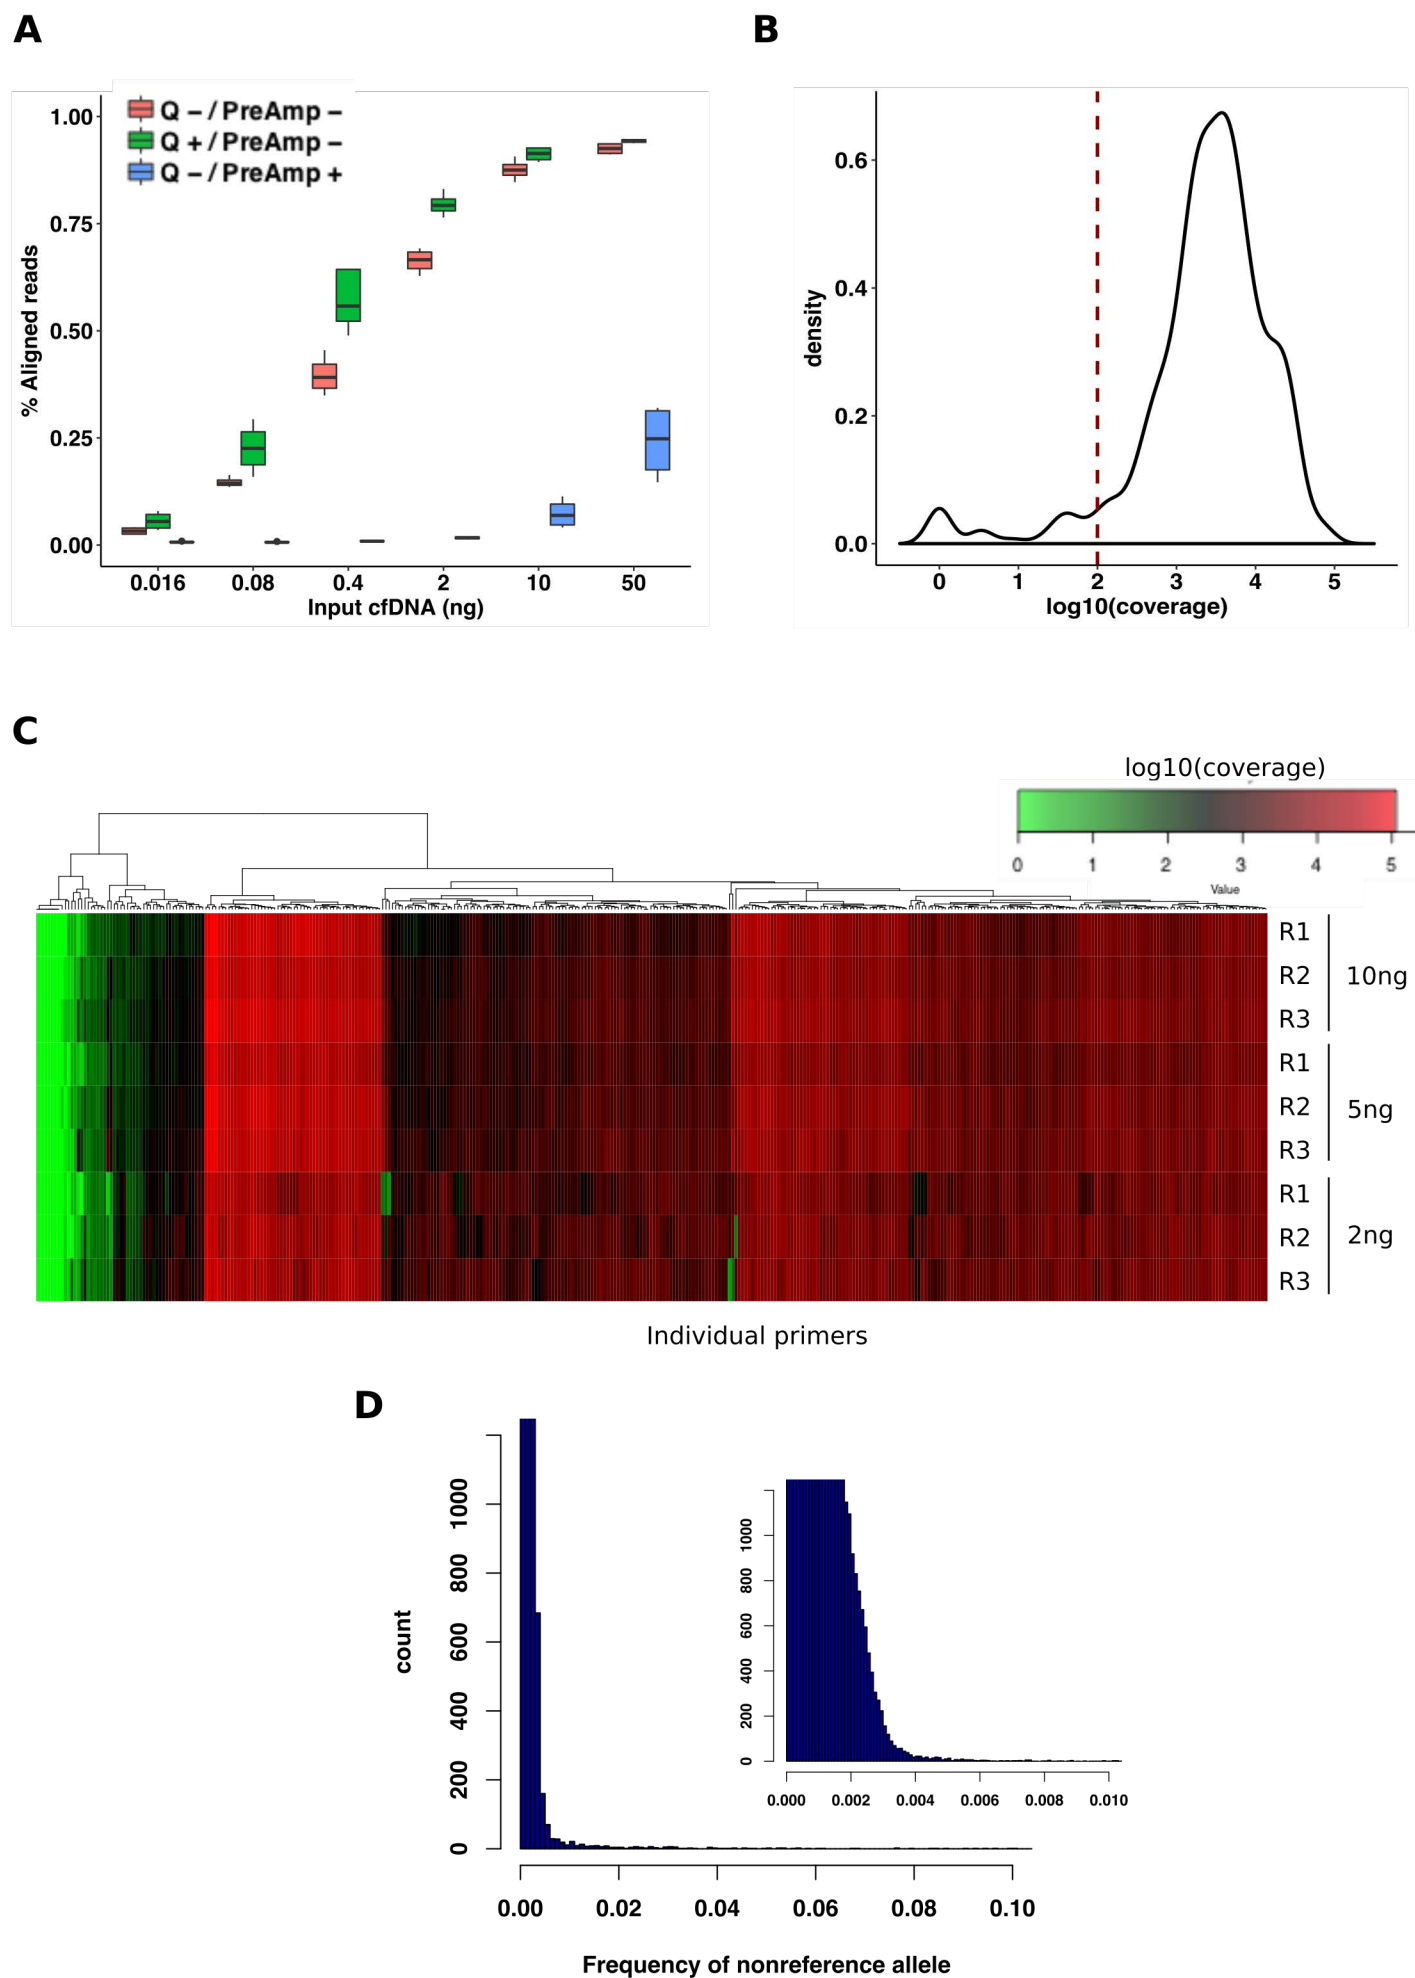 A
Q – / PreAmp –
Q + / PreAmp –
Q – / PreAmp +
1.00
0.75
0.50
0.25
0.00
% Aligned reads
0.016 0.08 0.4 2 10 50
Input cfDNA (ng)
B
0.6
0.4
0.2
0.0
density
0 1 2 3 4 5
log10(coverage)
C
log10(coverage)
0 1 2 3 4 5
Value
R1
R2
R3
10ng
R1
R2
R3
5ng
R1
R2
R3
2ng
Individual primers
D
1000
800
600
400
200
0
count
0.00 0.02 0.04 0.06 0.08 0.10
Frequency of nonreference allele
1000
800
600
400
200
0
0.000 0.002 0.004 0.006 0.008 0.010